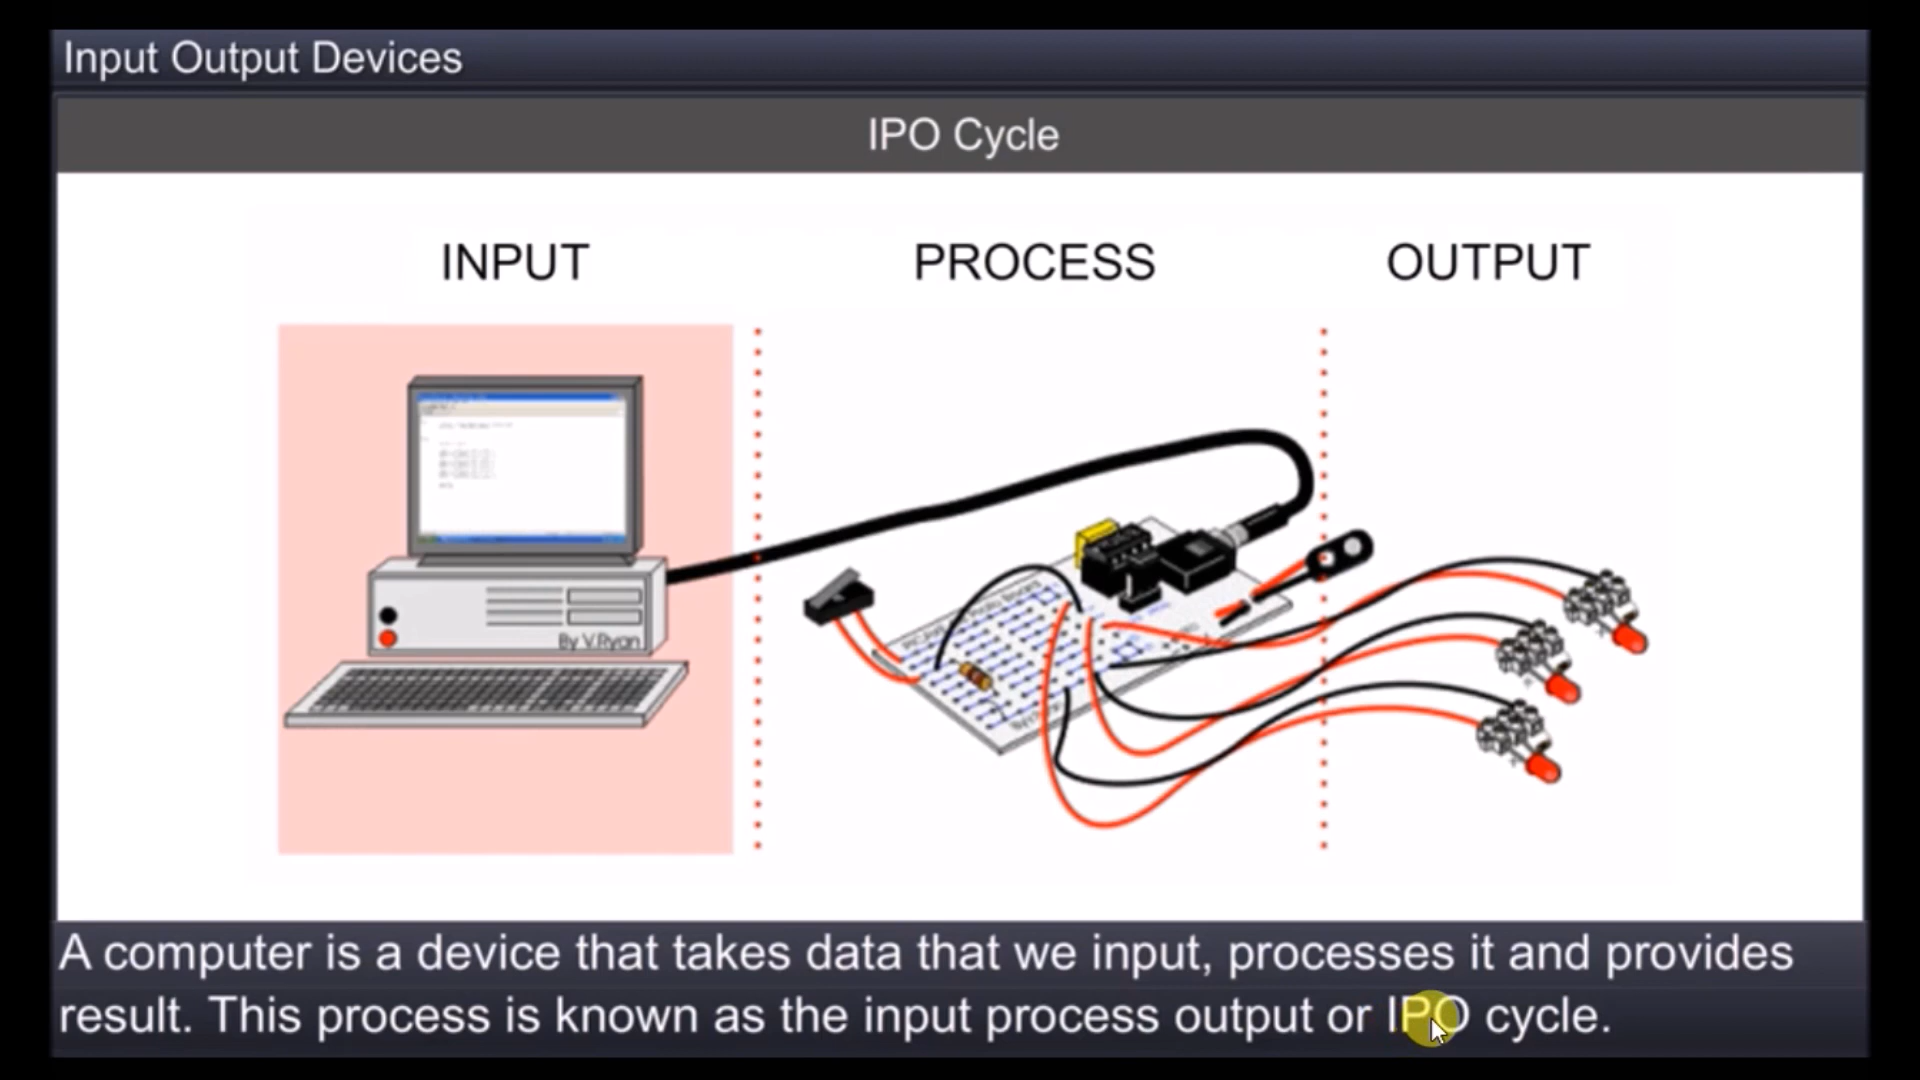 Input Output Devices
IPO Cycle
INPUT PROCESS OUTPUT
By V.Ryan
A computer is a device that takes data that we input, processes it and provides
result. This process is known as the input process output or IPO cycle.